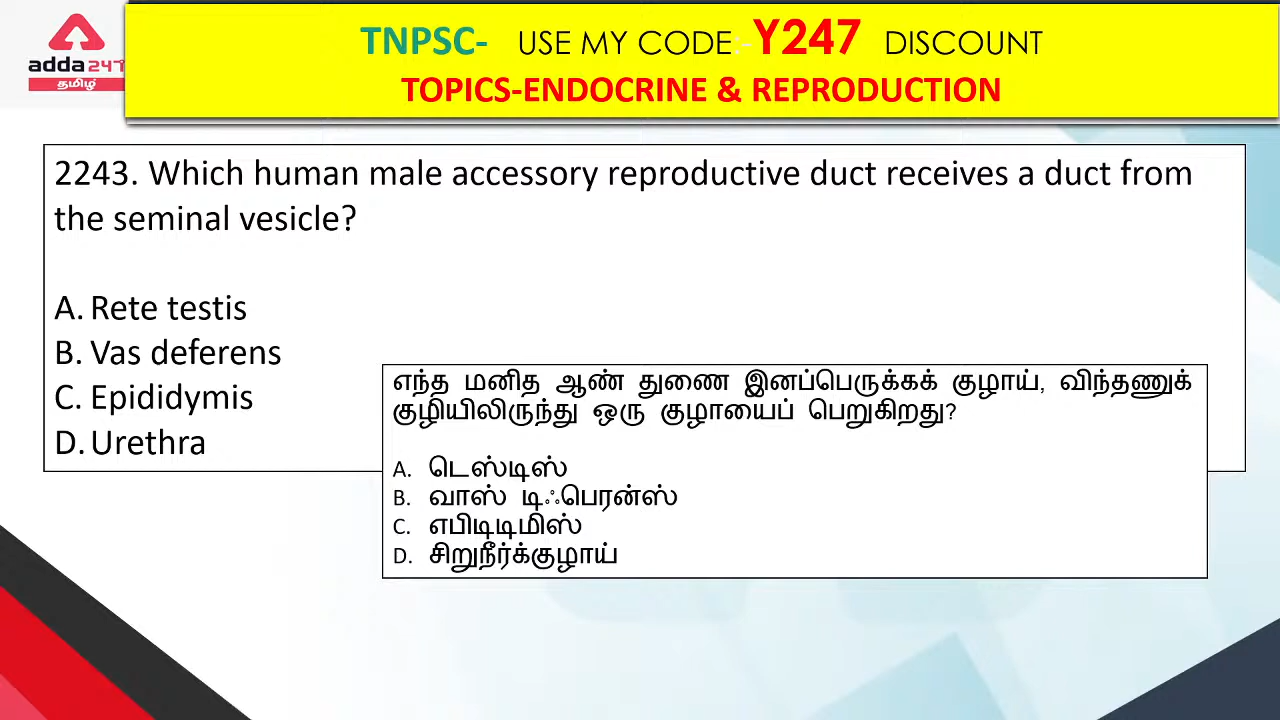 adda247
தமிழ்
TNPSC- USE MY CODE:-Y247 DISCOUNT
TOPICS-ENDOCRINE & REPRODUCTION
2243. Which human male accessory reproductive duct receives a duct from
the seminal vesicle?
A. Rete testis
B. Vas deferens
C. Epididymis
D. Urethra
எந்த மனித ஆண் துணை இனப்பெருக்கக் குழாய், விந்தணுக்
குழியிலிருந்து ஒரு குழாயைப் பெறுகிறது?
A. டெஸ்டிஸ்
B. வாஸ் டிஃபெரன்ஸ்
C. எபிடிடிமிஸ்
D. சிறுநீர்க்குழாய்